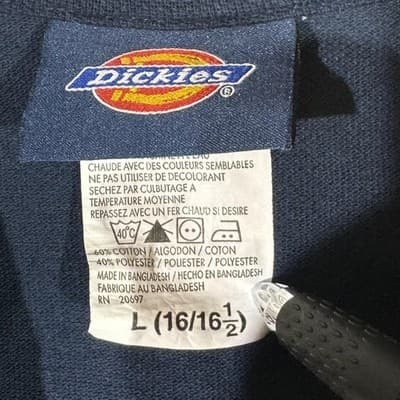 Dickies
®
EAU
CHAUDE AVEC DES COULEURS SEMBLABLES
NE PAS UTILISER DE DECOLORANT
SECHEZ PAR CULBUTAGE A
TEMPERATURE MOYENNE
REPASSEZ AVEC UN FER CHAUD SI DESIRE
40°C
60% COTTON / ALGODON / COTON
40% POLYESTER / POLIESTER / POLYESTER
MADE IN BANGLADESH / HECHO EN BANGLADESH
FABRIQUE AU BANGLADESH
RN 20697
L (16/16½)